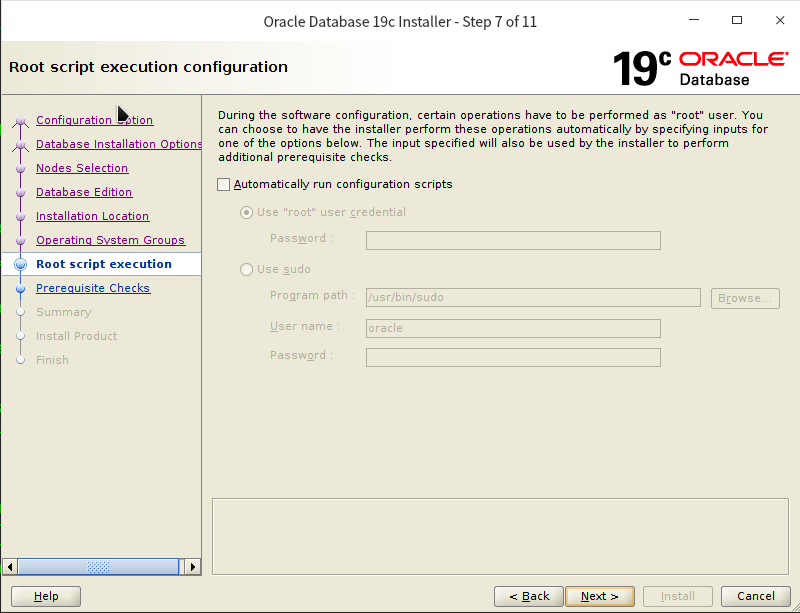 Oracle Database 19c Installer - Step 7 of 11
Root script execution configuration
19c ORACLE
Database
Configuration Option
Database Installation Options
Nodes Selection
Database Edition
Installation Location
Operating System Groups
Root script execution
Prerequisite Checks
Summary
Install Product
Finish
During the software configuration, certain operations have to be performed as "root" user. You
can choose to have the installer perform these operations automatically by specifying inputs for
one of the options below. The input specified will also be used by the installer to perform
additional prerequisite checks.
Automatically run configuration scripts
Use "root" user credential
Password :
Use sudo
Program path : /usr/bin/sudo Browse...
User name : oracle
Password :
Help < Back Next > Install Cancel